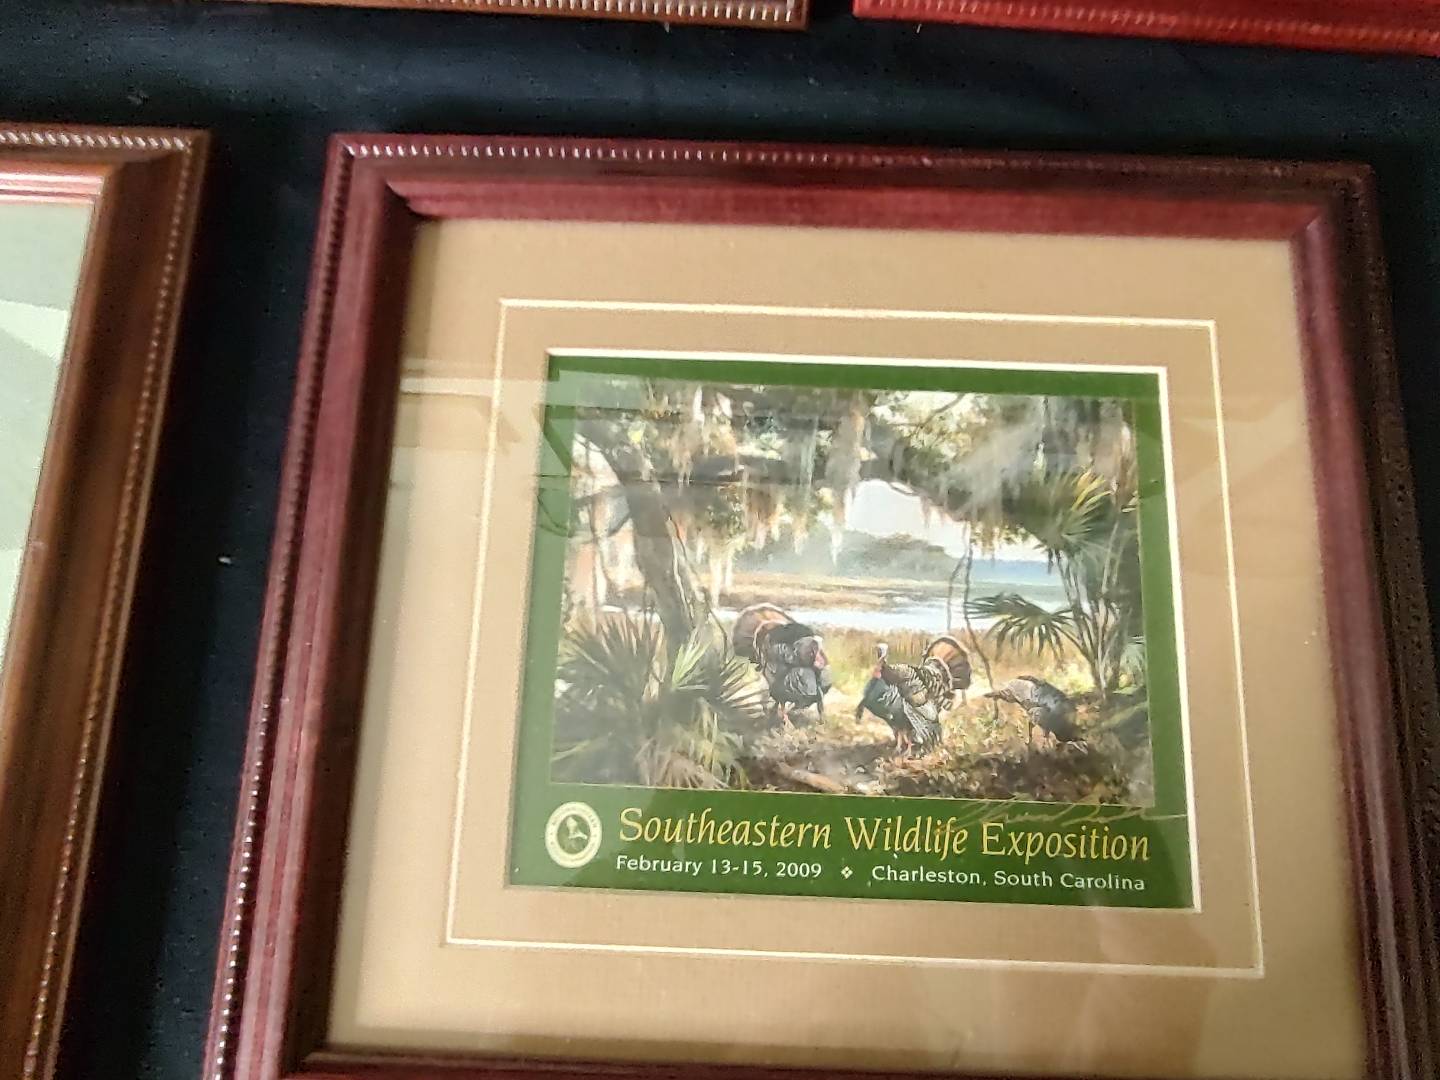 Southeastern Wildlife Exposition
February 13-15, 2009 ❖ Charleston, South Carolina